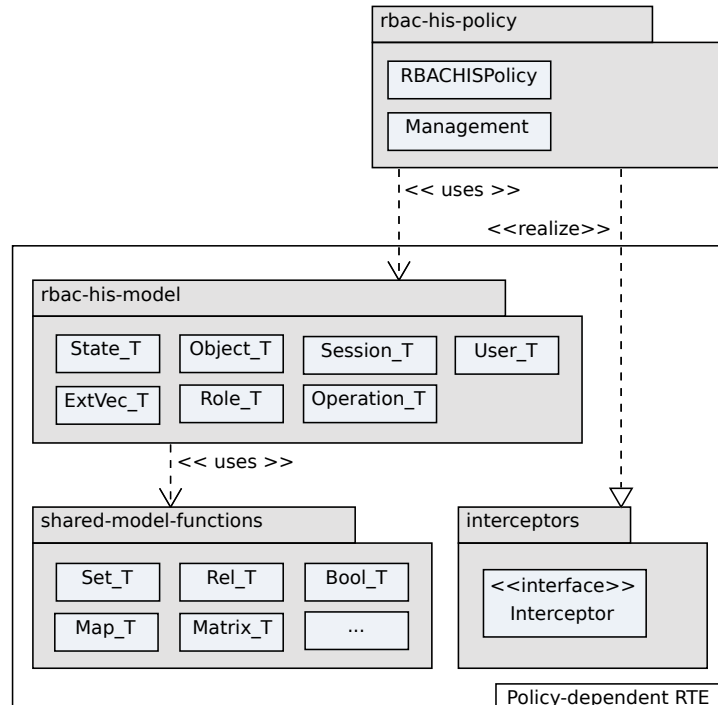 rbac-his-policy
RBACHISPolicy
Management
<< uses >>
<<realize>>
rbac-his-model
State_T
Object_T
Session_T
User_T
ExtVec_T
Role_T
Operation_T
<< uses >>
shared-model-functions
interceptors
Set_T
Rel_T
Bool_T
Map_T
Matrix_T
...
<<interface>>
Interceptor
Policy-dependent RTE